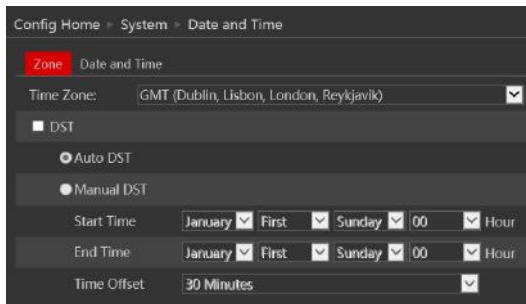 Config Home ▸ System ▸ Date and Time
Zone Date and Time
Time Zone: GMT (Dublin, Lisbon, London, Reykjavik)
DST
Auto DST
Manual DST
Start Time January First Sunday 00 Hour
End Time January First Sunday 00 Hour
Time Offset 30 Minutes